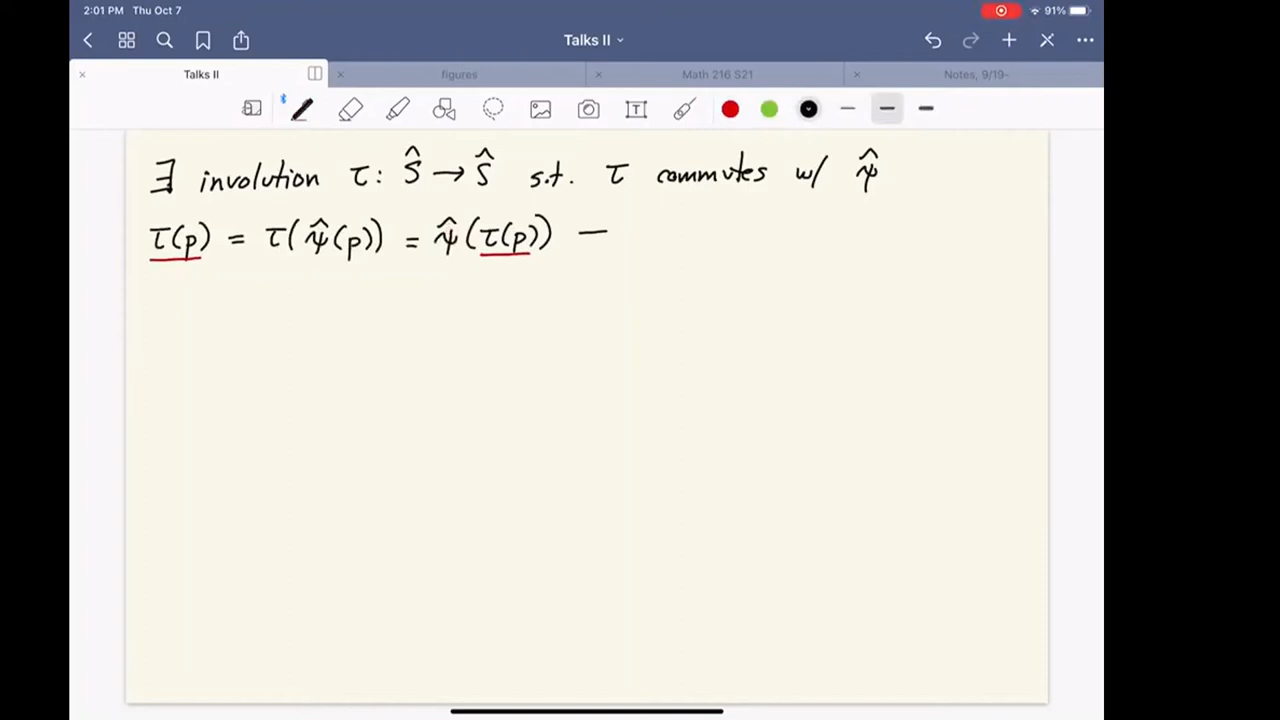 2:01 PM Thu Oct 7
91%
Talks II
Talks II
figures
Math 216 S21
Notes, 9/19-
∃ involution τ: Ŝ → Ŝ s.t. τ commutes w/ ψ̂
τ(p) = τ(ψ̂(p)) = ψ̂(τ(p)) —